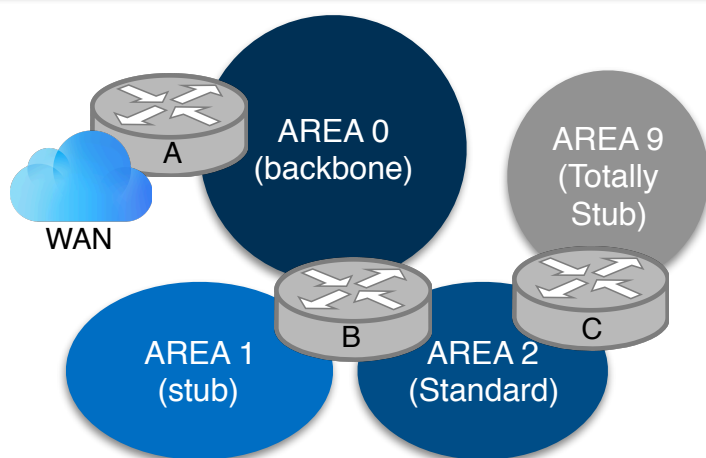 A
WAN
AREA 0
(backbone)
AREA 9
(Totally
Stub)
B
C
AREA 1
(stub)
AREA 2
(Standard)